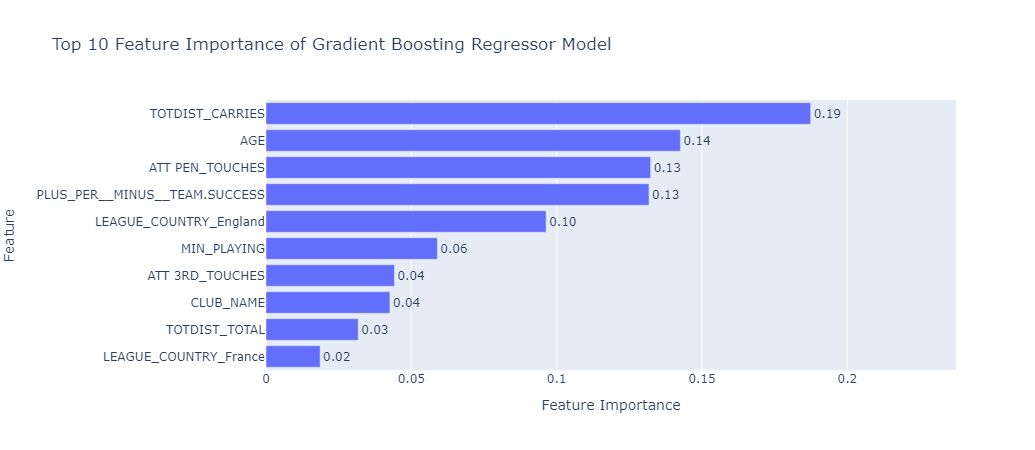 Top 10 Feature Importance of Gradient Boosting Regressor Model
Feature
TOTDIST_CARRIES 0.19
AGE 0.14
ATT PEN_TOUCHES 0.13
PLUS_PER__MINUS__TEAM.SUCCESS 0.13
LEAGUE_COUNTRY_England 0.10
MIN_PLAYING 0.06
ATT 3RD_TOUCHES 0.04
CLUB_NAME 0.04
TOTDIST_TOTAL 0.03
LEAGUE_COUNTRY_France 0.02
0 0.05 0.1 0.15 0.2
Feature Importance